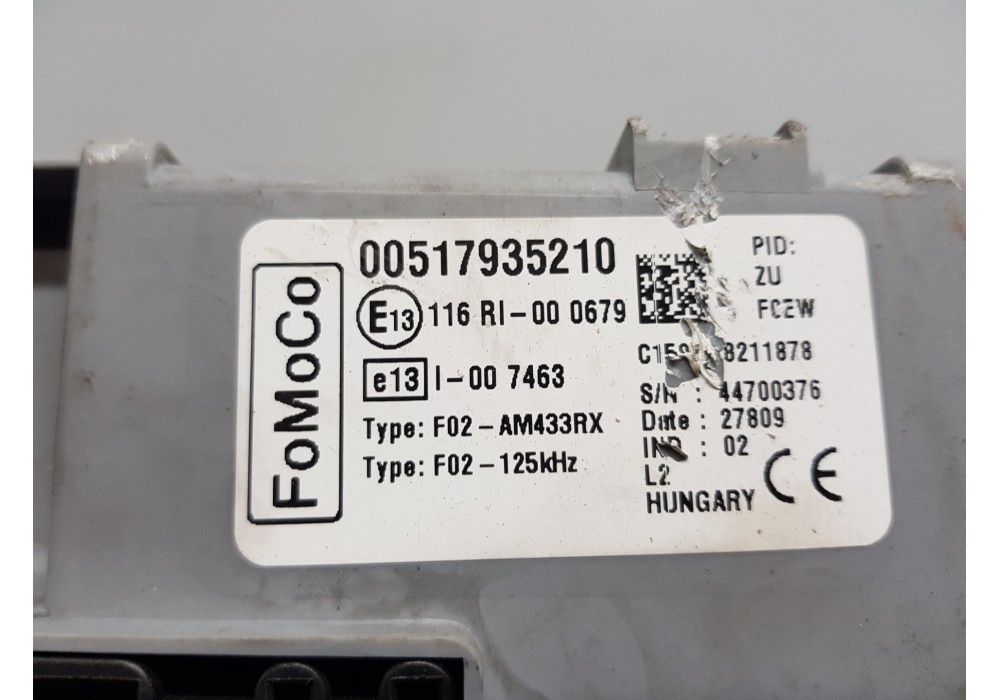 FoMoCo
00517935210
E13 116 RI-00 0679
e13 I-00 7463
Type: F02-AM433RX
Type: F02-125kHz
PID:
ZU
FCEW
8211878
S/N : 44700376
Date : 27809
: 02
L2
HUNGARY CE